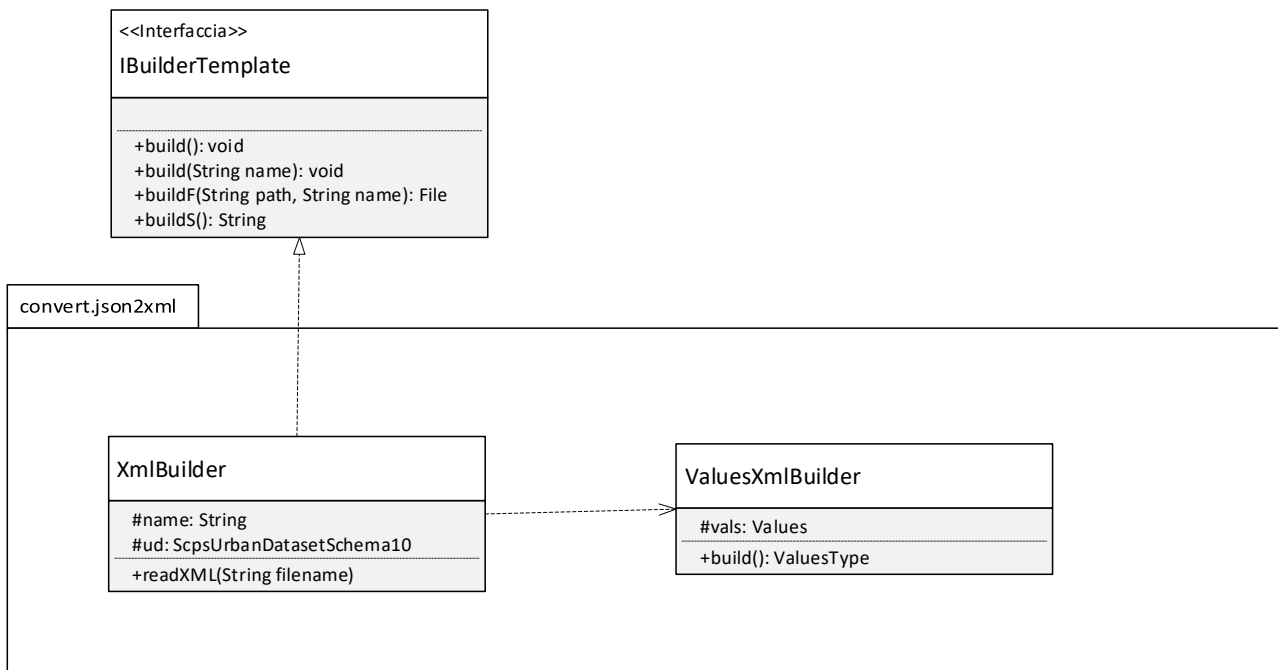 <<Interfaccia>>
IBuilderTemplate
+build(): void
+build(String name): void
+buildF(String path, String name): File
+buildS(): String
convert.json2xml
XmlBuilder
#name: String
#ud: ScpsUrbanDatasetSchema10
+readXML(String filename)
ValuesXmlBuilder
#vals: Values
+build(): ValuesType